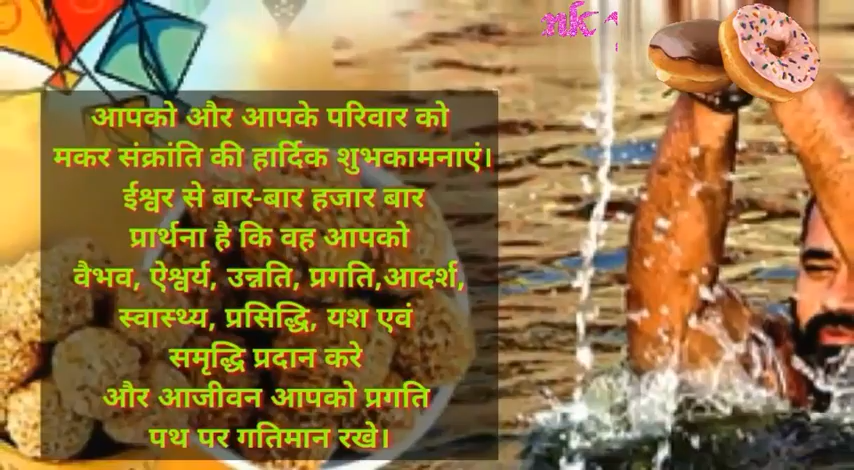 आपको और आपके परिवार को
मकर संक्रांति की हार्दिक शुभकामनाएं।
ईश्वर से बार-बार हजार बार
प्रार्थना है कि वह आपको
वैभव, ऐश्वर्य, उन्नति, प्रगति,आदर्श,
स्वास्थ्य, प्रसिद्धि, यश एवं
समृद्धि प्रदान करे
और आजीवन आपको प्रगति
पथ पर गतिमान रखे।